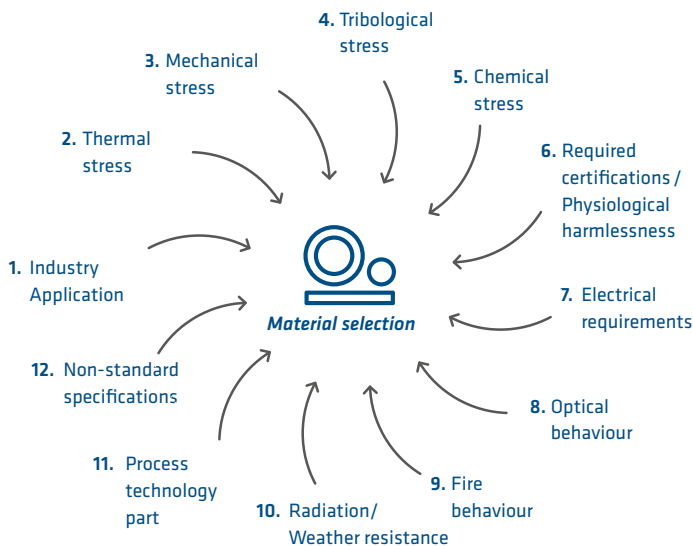 1. Industry
Application
2. Thermal
stress
3. Mechanical
stress
4. Tribological
stress
5. Chemical
stress
6. Required
certifications /
Physiological
harmlessness
7. Electrical
requirements
8. Optical
behaviour
9. Fire
behaviour
10. Radiation/
Weather resistance
11. Process
technology
part
12. Non-standard
specifications
Material selection